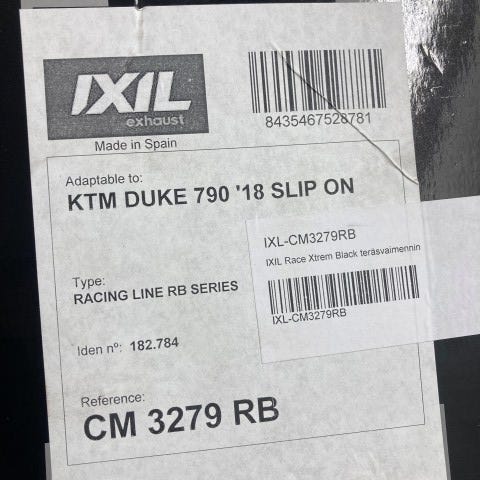 IXIL
exhaust
Made in Spain
8435467528781
Adaptable to:
KTM DUKE 790 '18 SLIP ON
Type:
RACING LINE RB SERIES
Iden nº: 182.784
Reference:
CM 3279 RB
IXL-CM3279RB
IXIL Race Xtrem Black teräsvaimennin
IXL-CM3279RB